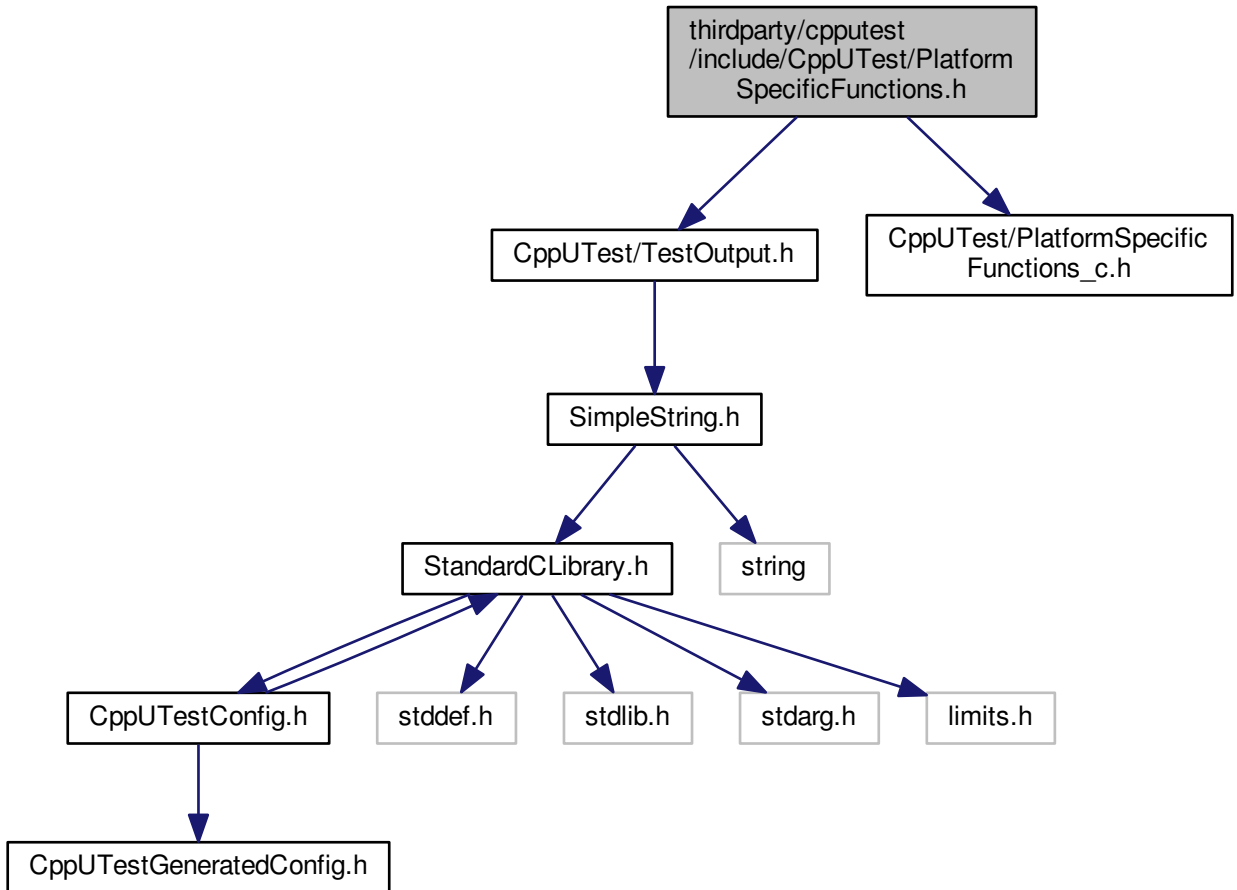 thirdparty/cpputest
/include/CppUTest/Platform
SpecificFunctions.h
CppUTest/TestOutput.h
CppUTest/PlatformSpecific
Functions_c.h
SimpleString.h
StandardCLibrary.h
string
CppUTestConfig.h
stddef.h
stdlib.h
stdarg.h
limits.h
CppUTestGeneratedConfig.h